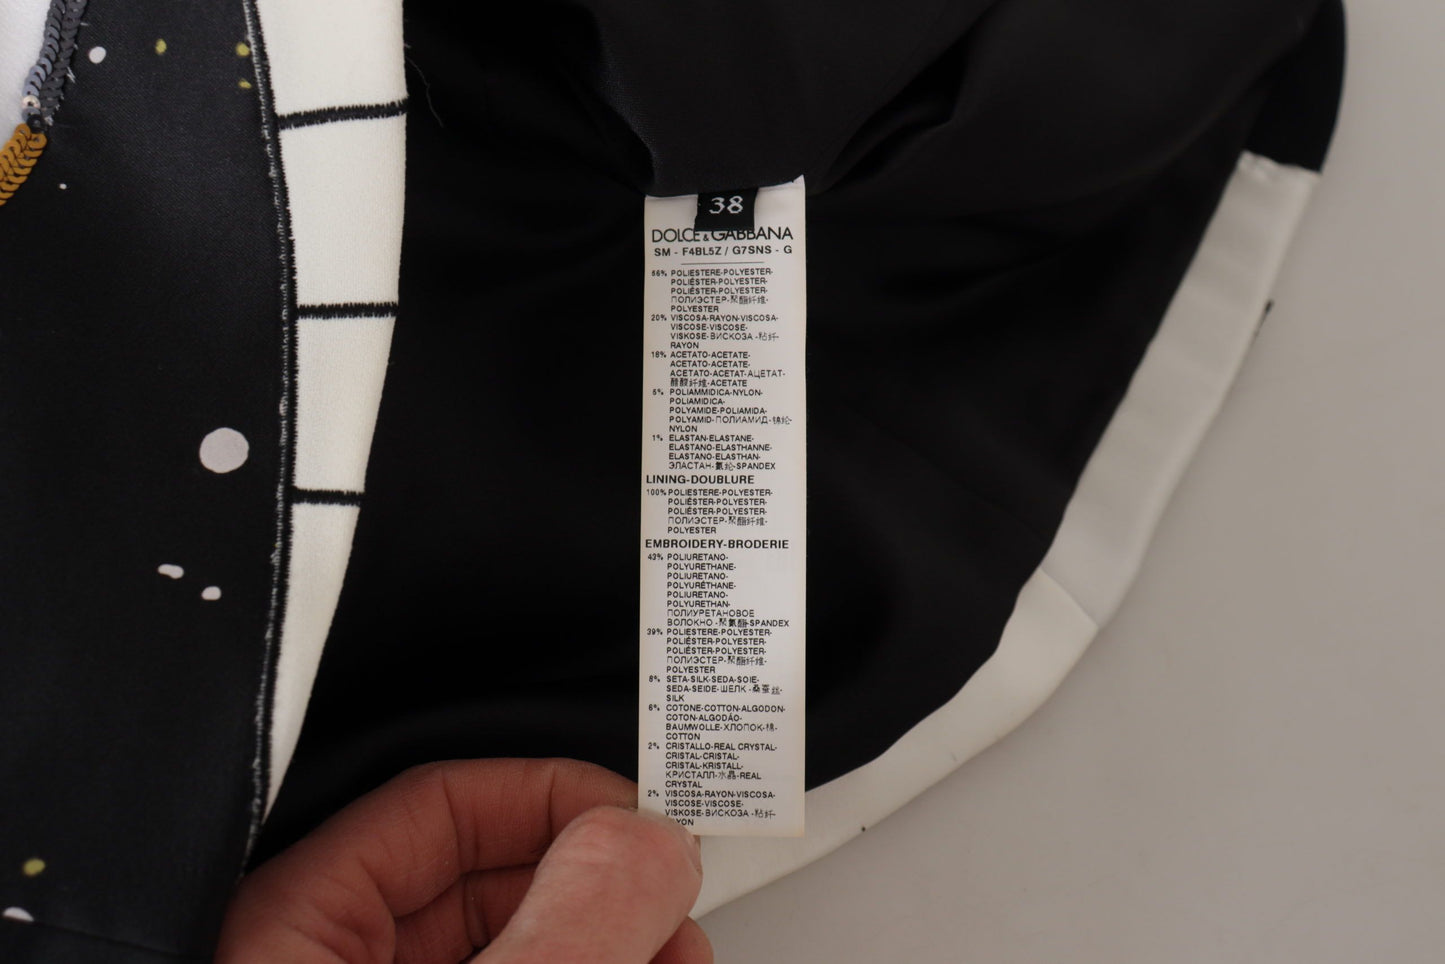 38
DOLCE & GABBANA
SM - F4BL5Z / G7SNS - G
56% POLIESTERE-POLYESTER-
POLIÉSTER-POLYESTER-
POLIÉSTER-POLYESTER-
ПОЛИЭСТЕР-聚酯纤维-
POLYESTER
20% VISCOSA-RAYON-VISCOSA-
VISCOSE-VISCOSE-
VISKOSE-ВИСКОЗА -粘纤-
RAYON
18% ACETATO-ACETATE-
ACETATO-ACETATE-
ACETATO-ACETAT-АЦЕТАТ-
醋酸纤维-ACETATE
5% POLIAMMIDICA-NYLON-
POLIAMIDICA-
POLYAMIDE-POLIAMIDA-
POLYAMID-ПОЛИАМИД-锦纶-
NYLON
1% ELASTAN-ELASTANE-
ELASTANO-ELASTHANNE-
ELASTANO-ELASTHAN-
ЭЛАСТАН-氨纶-SPANDEX
LINING-DOUBLURE
100% POLIESTERE-POLYESTER-
POLIÉSTER-POLYESTER-
POLIÉSTER-POLYESTER-
ПОЛИЭСТЕР-聚酯纤维-
POLYESTER
EMBROIDERY-BRODERIE
43% POLIURETANO-
POLYURETHANE-
POLIURETANO-
POLYURÉTHANE-
POLIURETANO-
POLYURETHAN-
ПОЛИУРЕТАНОВОЕ
ВОЛОКНО -聚氨酯-SPANDEX
39% POLIESTERE-POLYESTER-
POLIÉSTER-POLYESTER-
POLIÉSTER-POLYESTER-
ПОЛИЭСТЕР-聚酯纤维-
POLYESTER
8% SETA-SILK-SEDA-SOIE-
SEDA-SEIDE-ШЕЛК -桑蚕丝-
SILK
6% COTONE-COTTON-ALGODON-
COTON-ALGODÃO-
BAUMWOLLE-ХЛОПОК-棉-
COTTON
2% CRISTALLO-REAL CRYSTAL-
CRISTAL-CRISTAL-
CRISTAL-KRISTALL-
КРИСТАЛЛ-水晶-REAL
CRYSTAL
2% VISCOSA-RAYON-VISCOSA-
VISCOSE-VISCOSE-
VISKOSE-ВИСКОЗА -粘纤-
YON